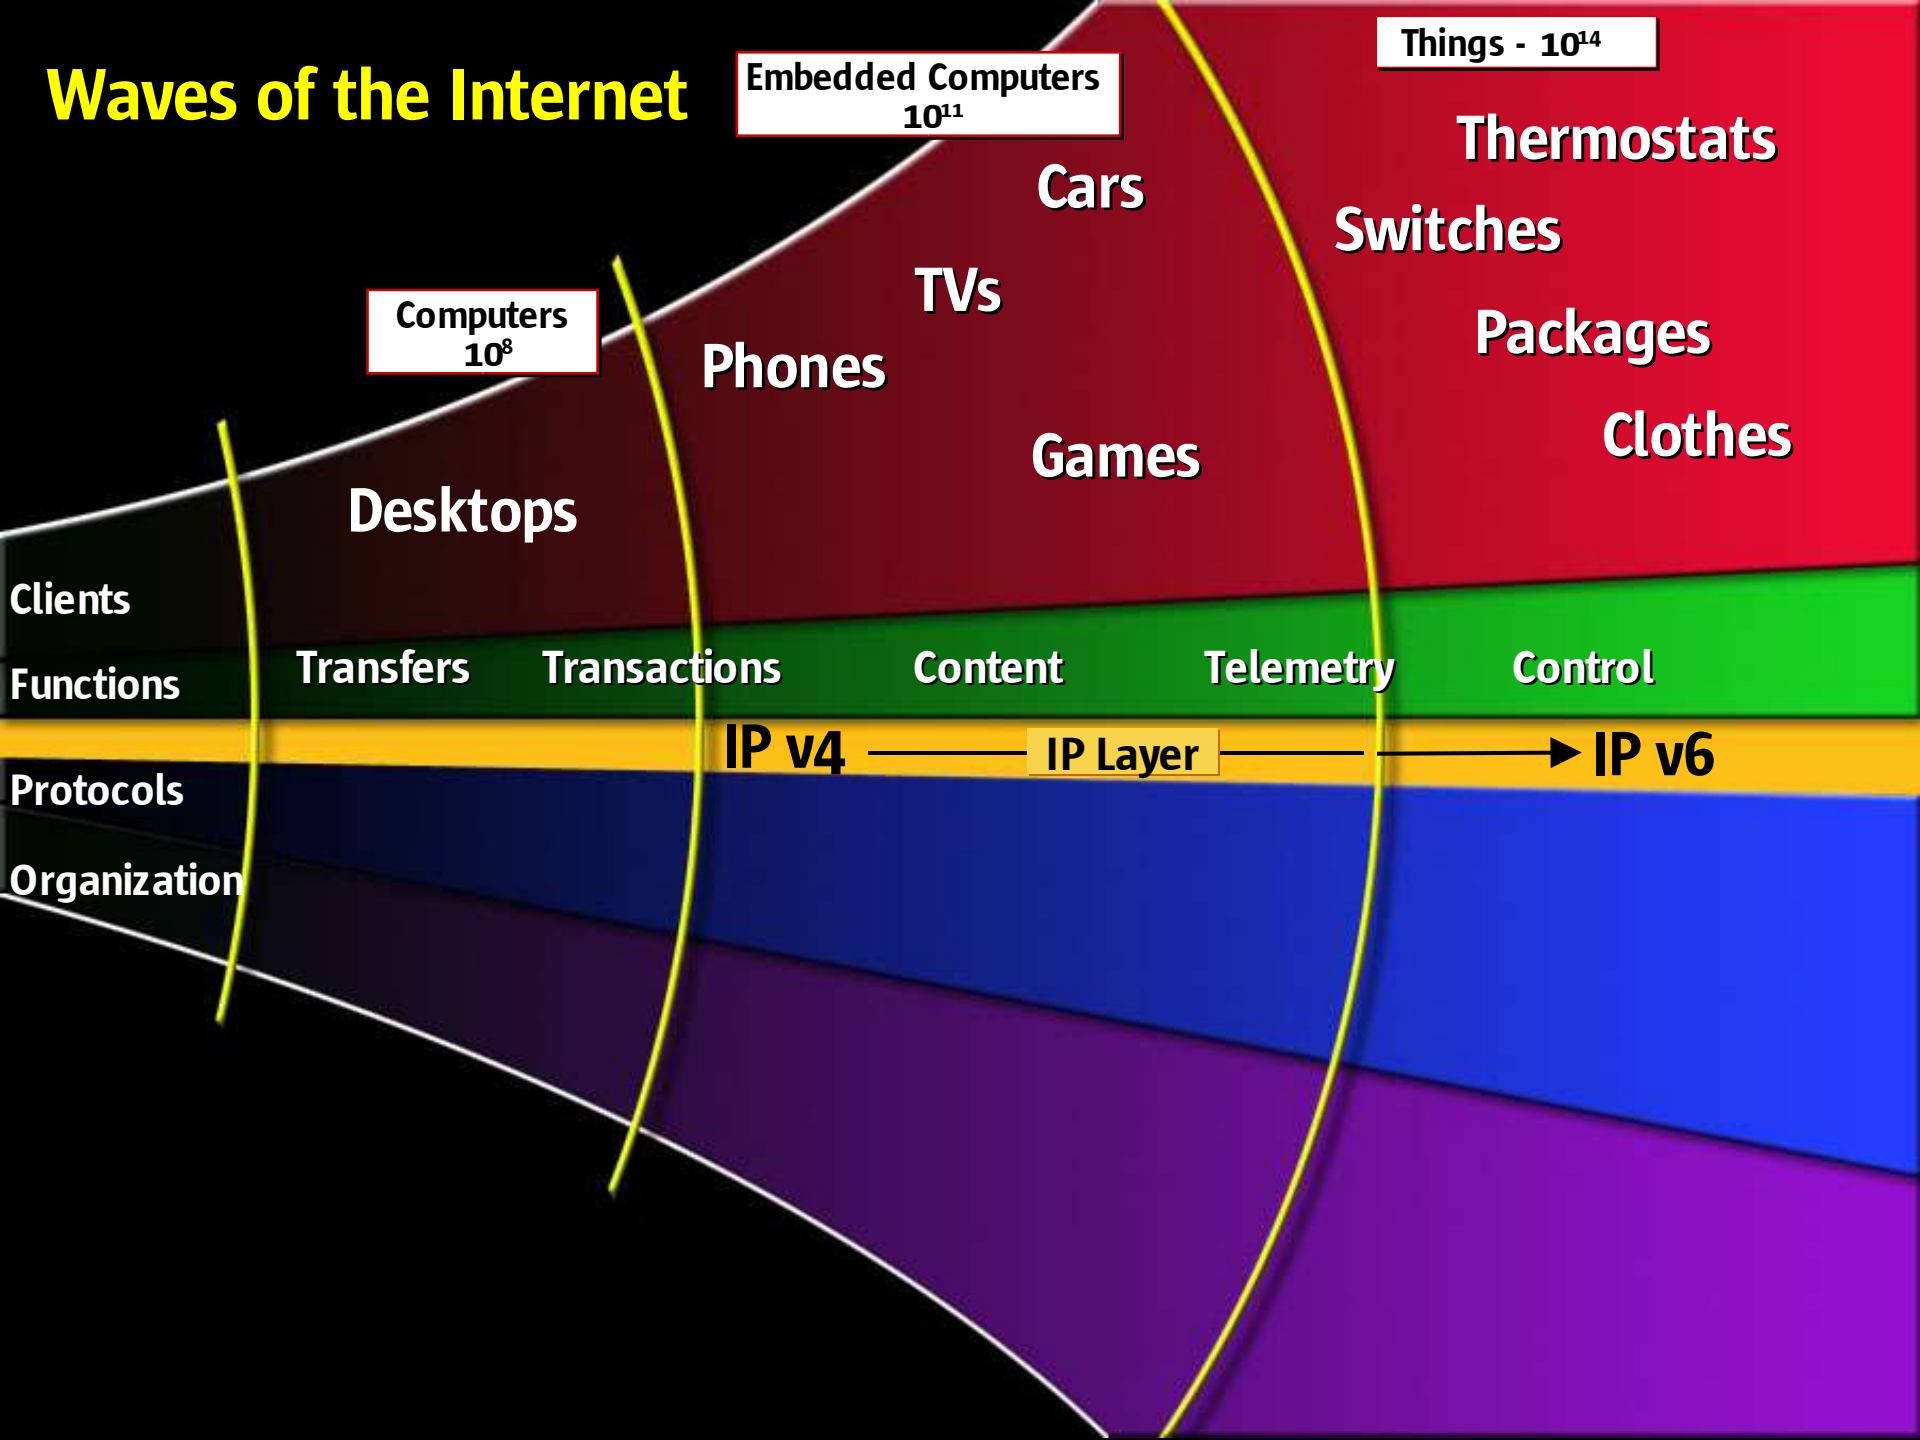 Waves of the Internet
Embedded Computers
10¹¹
Things - 10¹⁴
Thermostats
Cars
Switches
TVs
Computers
10⁸
Packages
Phones
Clothes
Games
Desktops
Clients
Transfers
Transactions
Content
Telemetry
Control
Functions
IP v4
IP Layer
IP v6
Protocols
Organization